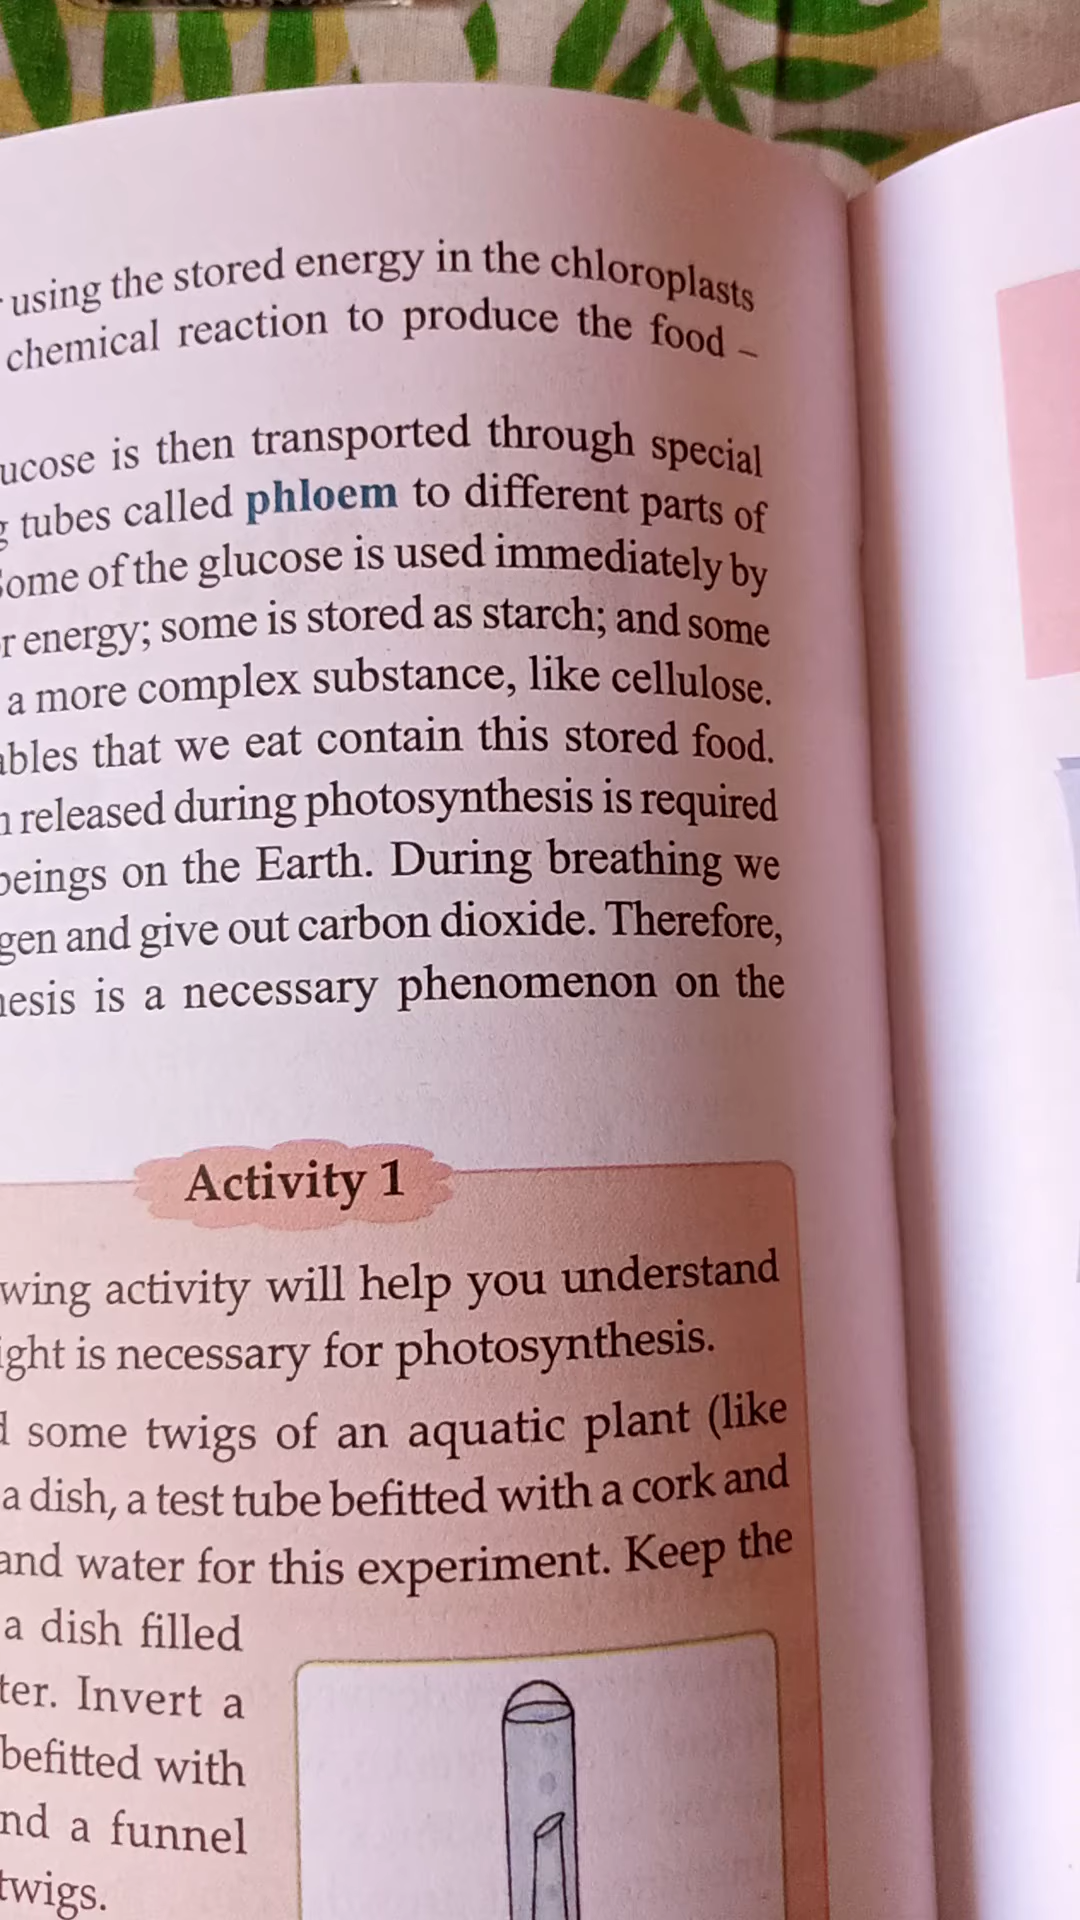 using the stored energy in the chloroplasts
chemical reaction to produce the food –
ucose is then transported through special
g tubes called phloem to different parts of
Some of the glucose is used immediately by
r energy; some is stored as starch; and some
a more complex substance, like cellulose.
ables that we eat contain this stored food.
n released during photosynthesis is required
beings on the Earth. During breathing we
gen and give out carbon dioxide. Therefore,
nesis is a necessary phenomenon on the
Activity 1
wing activity will help you understand
ight is necessary for photosynthesis.
d some twigs of an aquatic plant (like
a dish, a test tube befitted with a cork and
and water for this experiment. Keep the
a dish filled
ter. Invert a
befitted with
nd a funnel
twigs.